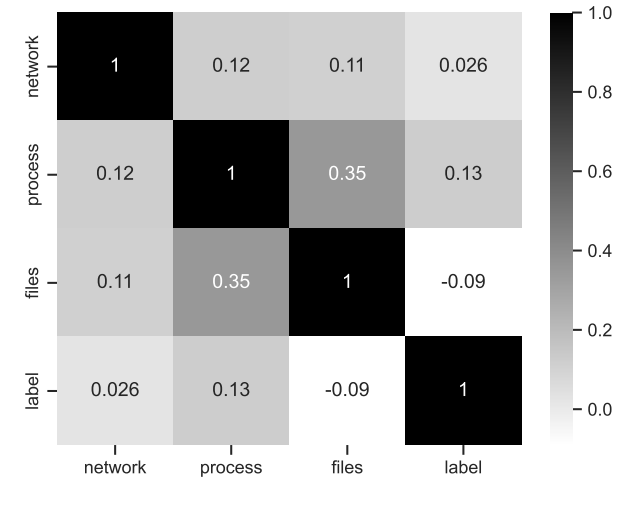 network 1 0.12 0.11 0.026
process 0.12 1 0.35 0.13
files 0.11 0.35 1 -0.09
label 0.026 0.13 -0.09 1
network process files label
1.0
0.8
0.6
0.4
0.2
0.0